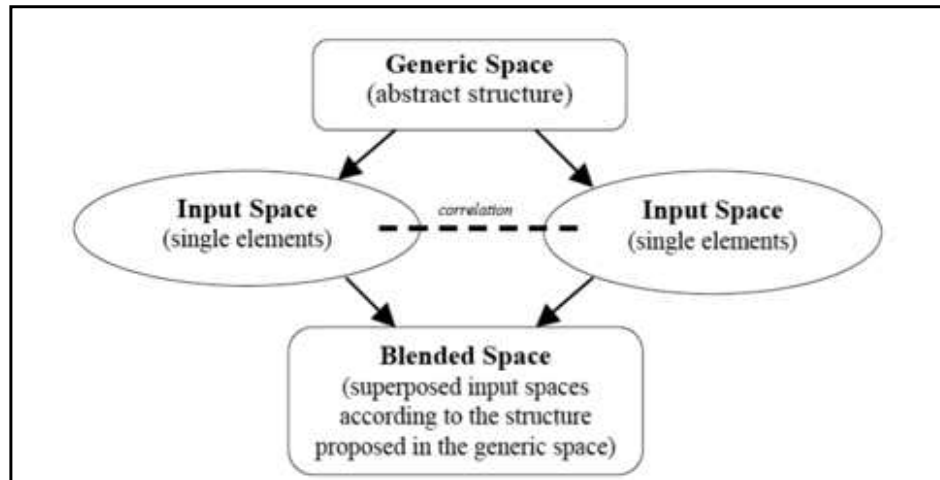 Generic Space
(abstract structure)
Input Space
(single elements)
correlation
Input Space
(single elements)
Blended Space
(superposed input spaces
according to the structure
proposed in the generic space)